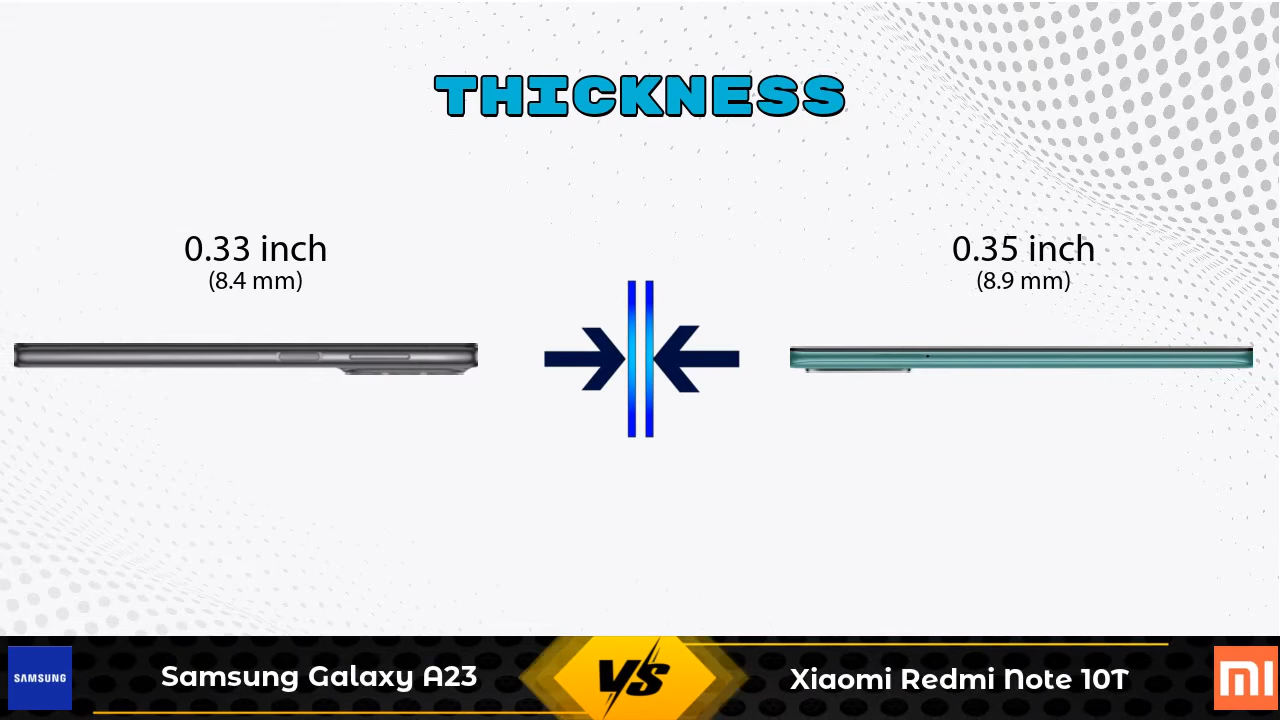 THICKNESS
0.33 inch
(8.4 mm)
0.35 inch
(8.9 mm)
SAMSUNG
Samsung Galaxy A23
VS
Xiaomi Redmi Note 10T
MI